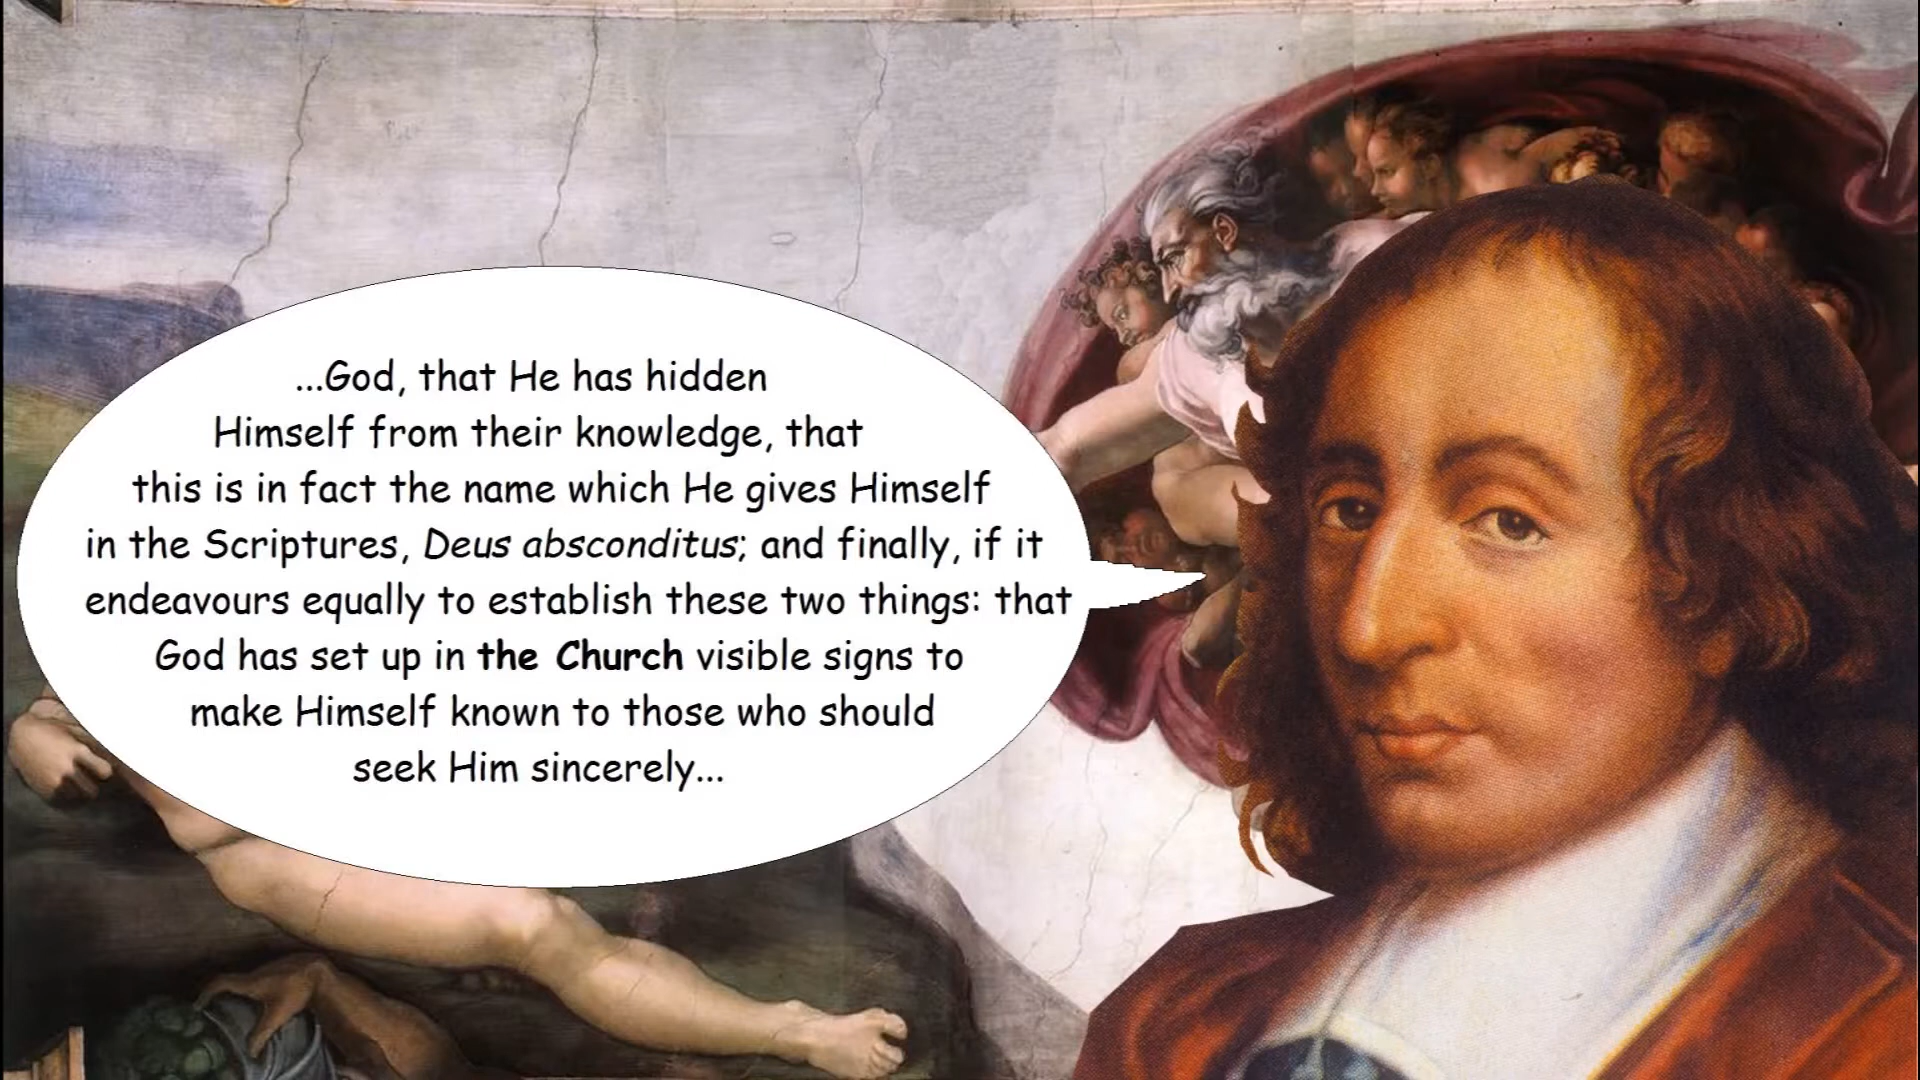 ...God, that He has hidden
Himself from their knowledge, that
this is in fact the name which He gives Himself
in the Scriptures, Deus absconditus; and finally, if it
endeavours equally to establish these two things: that
God has set up in the Church visible signs to
make Himself known to those who should
seek Him sincerely...